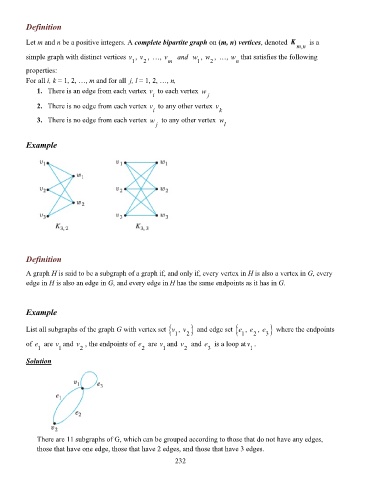 Definition
Let m and n be a positive integers. A complete bipartite graph on (m, n) vertices, denoted K_{m,n} is a
simple graph with distinct vertices v_1, v_2, …, v_m and w_1, w_2, …, w_n that satisfies the following
properties:
For all i, k = 1, 2, …, m and for all j, l = 1, 2, …, n,
1. There is an edge from each vertex v_i to each vertex w_j
2. There is no edge from each vertex v_i to any other vertex v_k
3. There is no edge from each vertex w_j to any other vertex w_l
Example
v_1 w_1 v_2 w_2 v_3
K_{3, 2}
v_1 w_1 v_2 w_2 v_3 w_3
K_{3, 3}
Definition
A graph H is said to be a subgraph of a graph if, and only if, every vertex in H is also a vertex in G, every
edge in H is also an edge in G, and every edge in H has the same endpoints as it has in G.
Example
List all subgraphs of the graph G with vertex set {v_1, v_2} and edge set {e_1, e_2, e_3} where the endpoints
of e_1 are v_1 and v_2, the endpoints of e_2 are v_1 and v_2 and e_3 is a loop at v_1.
Solution
v_1 e_3
e_1
e_2
v_2
There are 11 subgraphs of G, which can be grouped according to those that do not have any edges,
those that have one edge, those that have 2 edges, and those that have 3 edges.
232